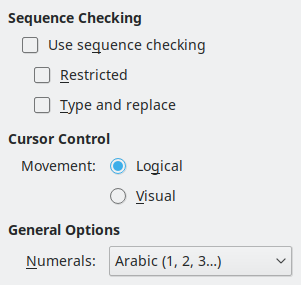 Sequence Checking
Use sequence checking
Restricted
Type and replace
Cursor Control
Movement: Logical
Visual
General Options
Numerals: Arabic (1, 2, 3...)